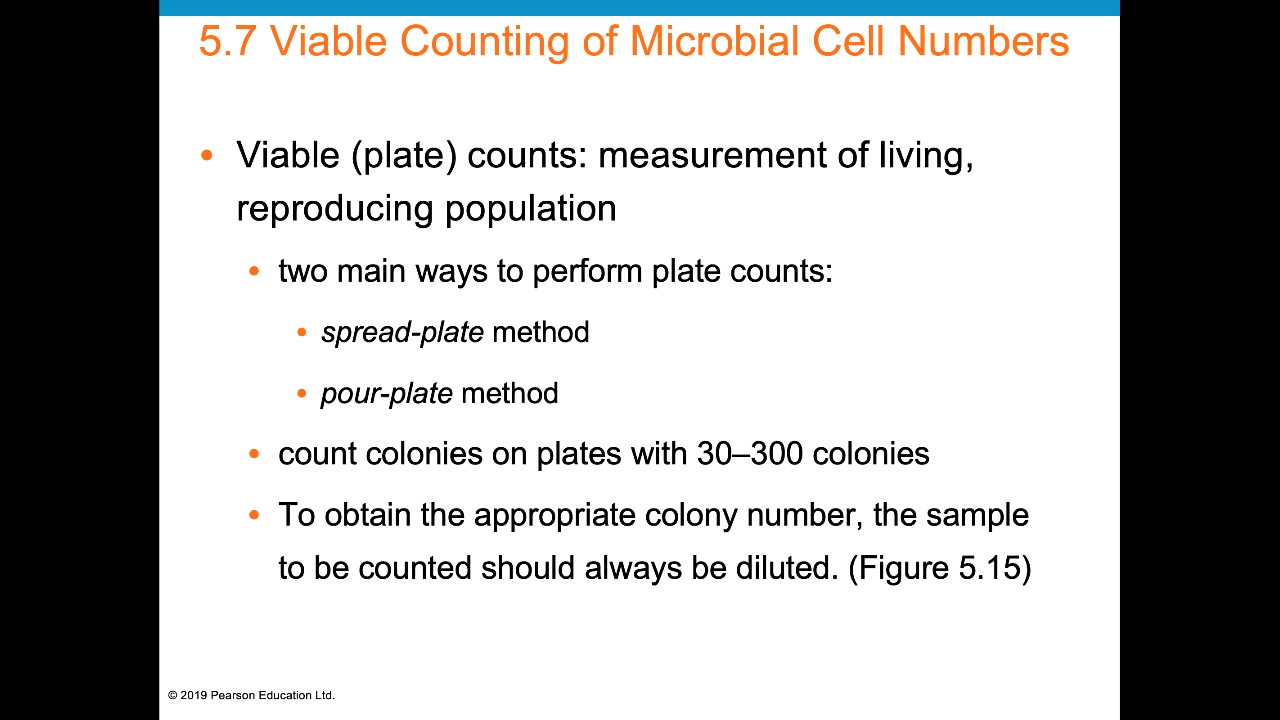 5.7 Viable Counting of Microbial Cell Numbers
• Viable (plate) counts: measurement of living,
reproducing population
• two main ways to perform plate counts:
• spread-plate method
• pour-plate method
• count colonies on plates with 30–300 colonies
• To obtain the appropriate colony number, the sample
to be counted should always be diluted. (Figure 5.15)
© 2019 Pearson Education Ltd.